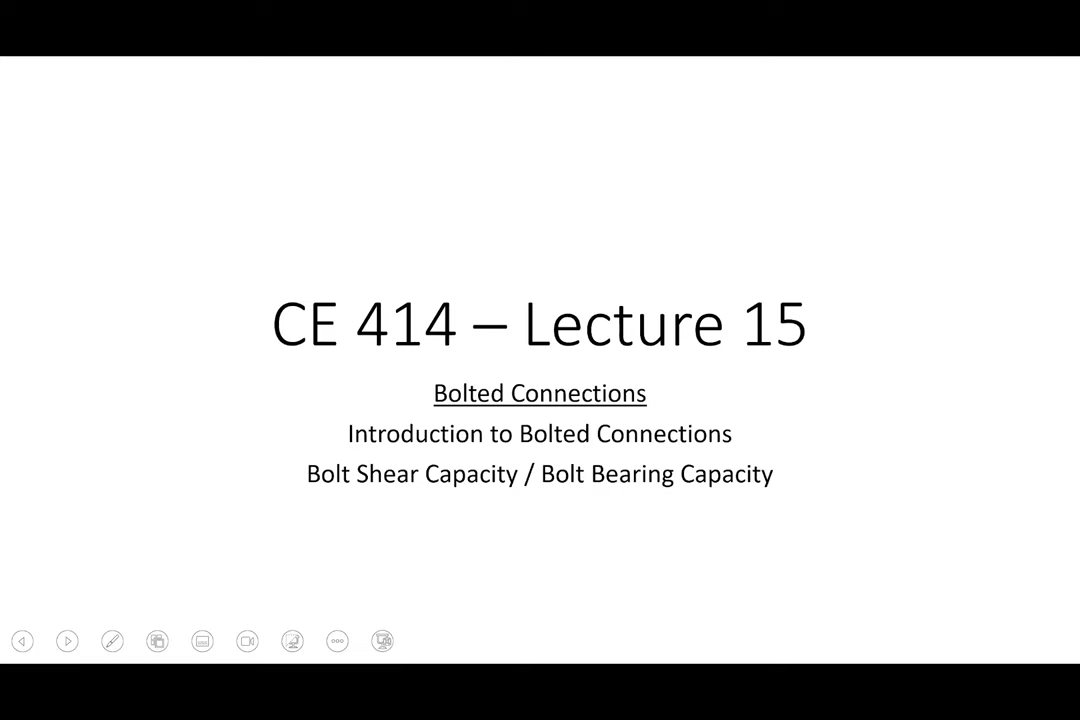 CE 414 – Lecture 15
Bolted Connections
Introduction to Bolted Connections
Bolt Shear Capacity / Bolt Bearing Capacity